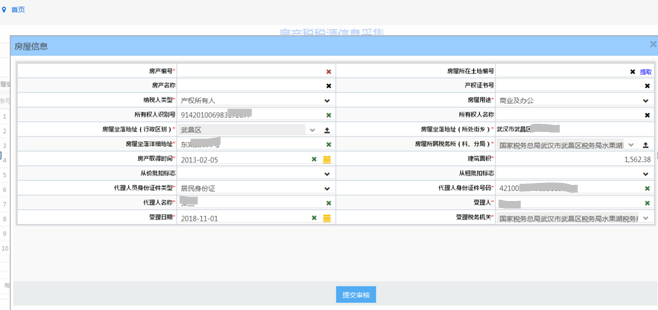 首页
房产税税源信息采集
房屋信息
房产编号* 房屋所在土地编号 提取
房产名称 产权证书号
纳税人类型* 产权所有人 房屋用途* 商业及办公
所有权人识别号 914201006983 所有权人名称
房屋坐落地址（行政区划）* 武昌区 房屋坐落地址（所处街乡）* 武汉市武昌区
房屋坐落详细地址* 房屋所属税务所（科、分局）* 国家税务总局武汉市武昌区税务局水果湖
房产取得时间* 2013-02-05 建筑面积* 1,562.38
从价批扣标志 从租批扣标志
代理人员身份证件类型* 居民身份证 代理人身份证件号码* 42100
代理人名称* 受理人*
受理日期* 2018-11-01 受理税务机关* 国家税务总局武汉市武昌区税务局水果湖税务
提交审核
1
2
3
4
5
6
7
8
9
10